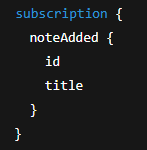 subscription {
  noteAdded {
    id
    title
  }
}